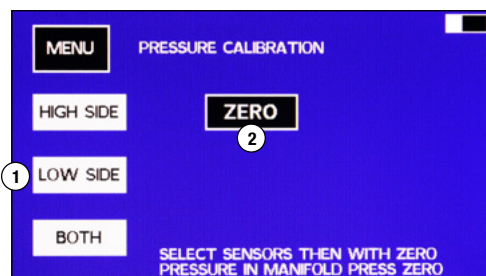 MENU PRESSURE CALIBRATION
HIGH SIDE ZERO
2
1 LOW SIDE
BOTH
SELECT SENSORS THEN WITH ZERO
PRESSURE IN MANIFOLD PRESS ZERO